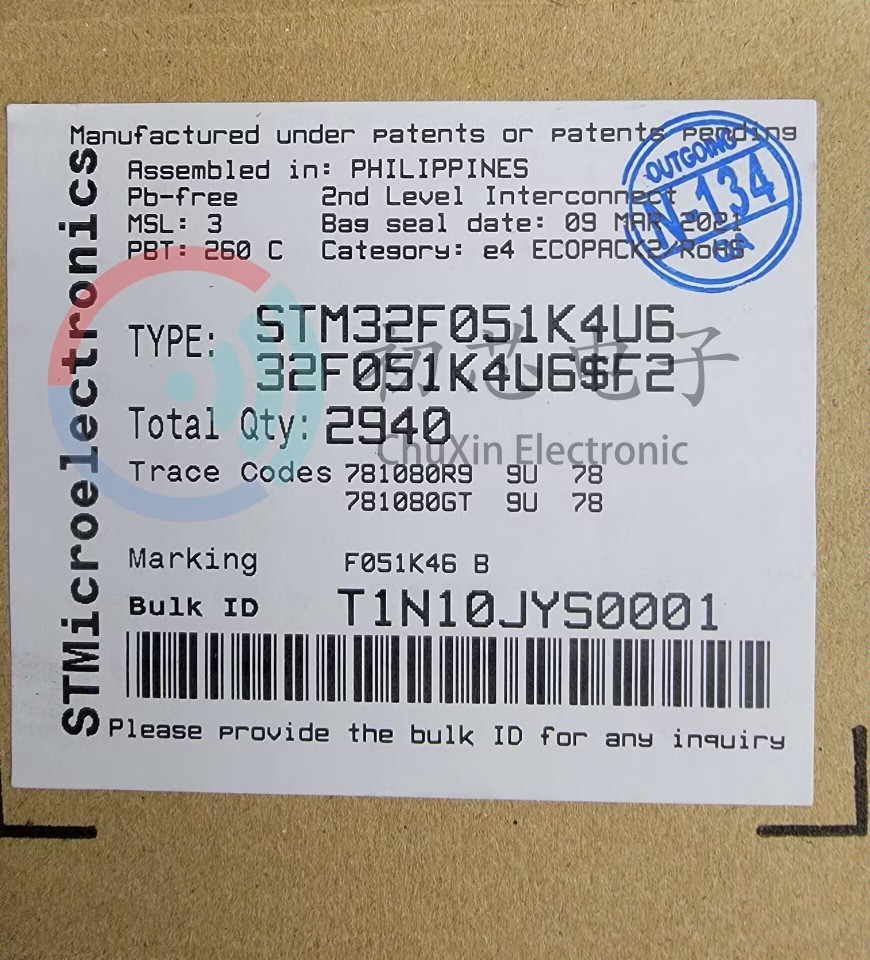 Manufactured under patents or patents pending
Assembled in: PHILIPPINES
Pb-free 2nd Level Interconnect
MSL: 3 Bag seal date: 09 MAR 2021
PBT: 260 C Category: e4 ECOPACK2/RoHS
OUTGOING
N-134
STMicroelectronics
TYPE: STM32F051K4U6
32F051K4U6$F2
初芯电子
Total Qty: 2940
ChuXin Electronic
Trace Codes 781080R9 9U 78
781080GT 9U 78
Marking F051K46 B
Bulk ID T1N10JYS0001
Please provide the bulk ID for any inquiry